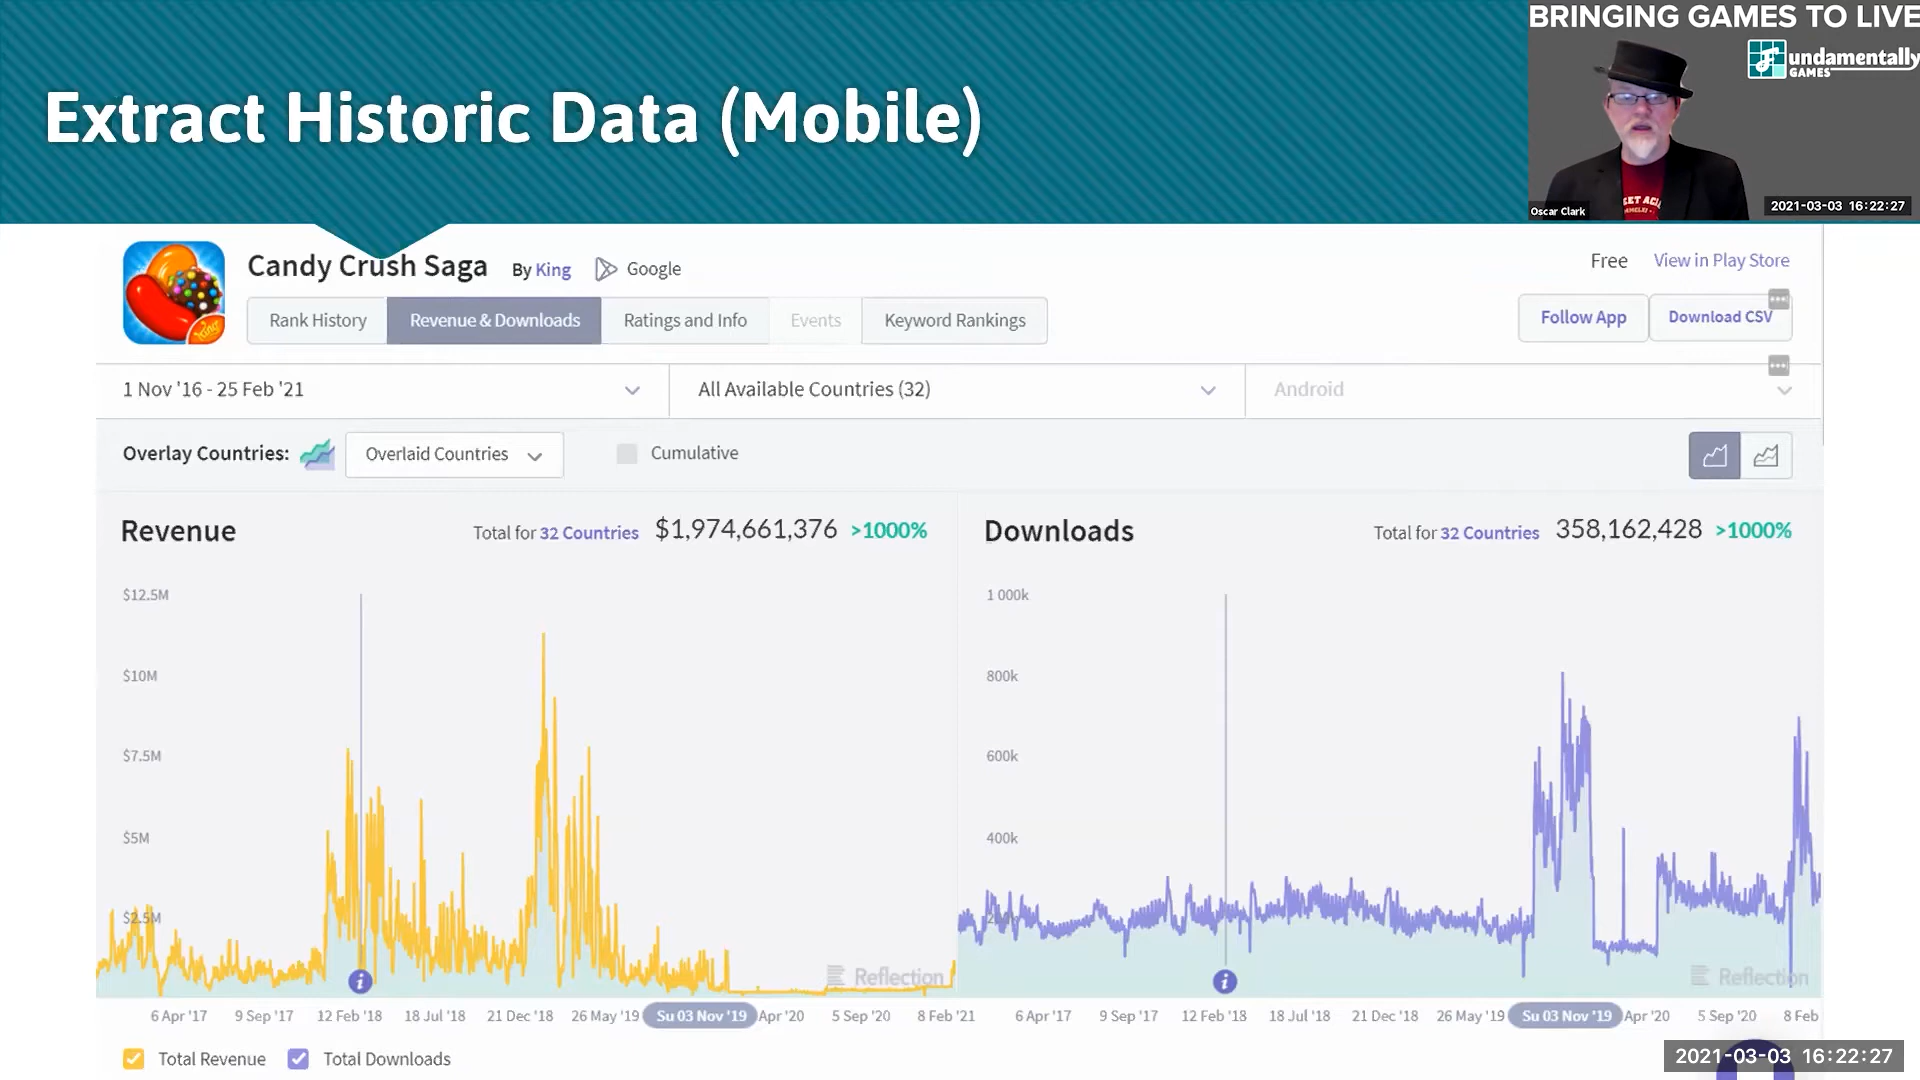 Extract Historic Data (Mobile)
BRINGING GAMES TO LIVE
undamentally
GAMES
Oscar Clark
2021-03-03 16:22:27
Candy Crush Saga By King Google
Free View in Play Store
Rank History Revenue & Downloads Ratings and Info Events Keyword Rankings
Follow App Download CSV
1 Nov '16 - 25 Feb '21 All Available Countries (32) Android
Overlay Countries: Overlaid Countries Cumulative
Revenue Total for 32 Countries $1,974,661,376 >1000%
$12.5M
$10M
$7.5M
$5M
$2.5M
Reflection
6 Apr '17 9 Sep '17 12 Feb '18 18 Jul '18 21 Dec '18 26 May '19 Su 03 Nov '19 Apr '20 5 Sep '20 8 Feb '21
Downloads Total for 32 Countries 358,162,428 >1000%
1 000k
800k
600k
400k
200k
Reflection
6 Apr '17 9 Sep '17 12 Feb '18 18 Jul '18 21 Dec '18 26 May '19 Su 03 Nov '19 Apr '20 5 Sep '20 8 Feb
Total Revenue Total Downloads
2021-03-03 16:22:27